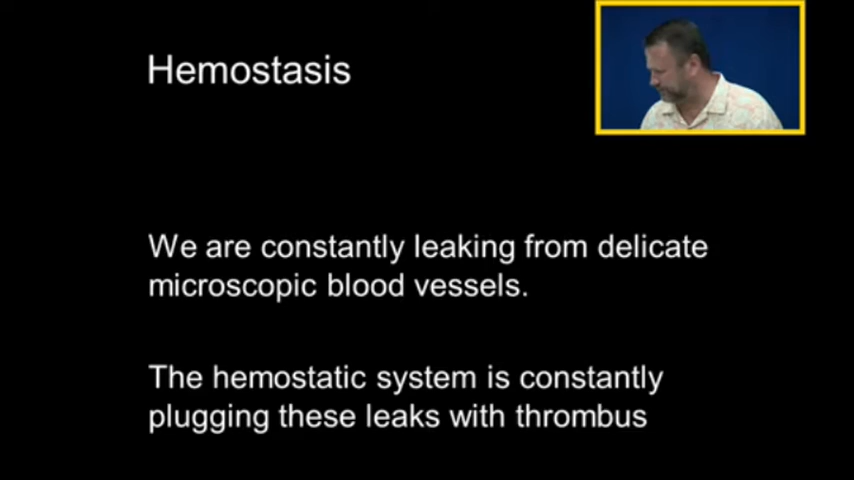 Hemostasis
We are constantly leaking from delicate
microscopic blood vessels.
The hemostatic system is constantly
plugging these leaks with thrombus